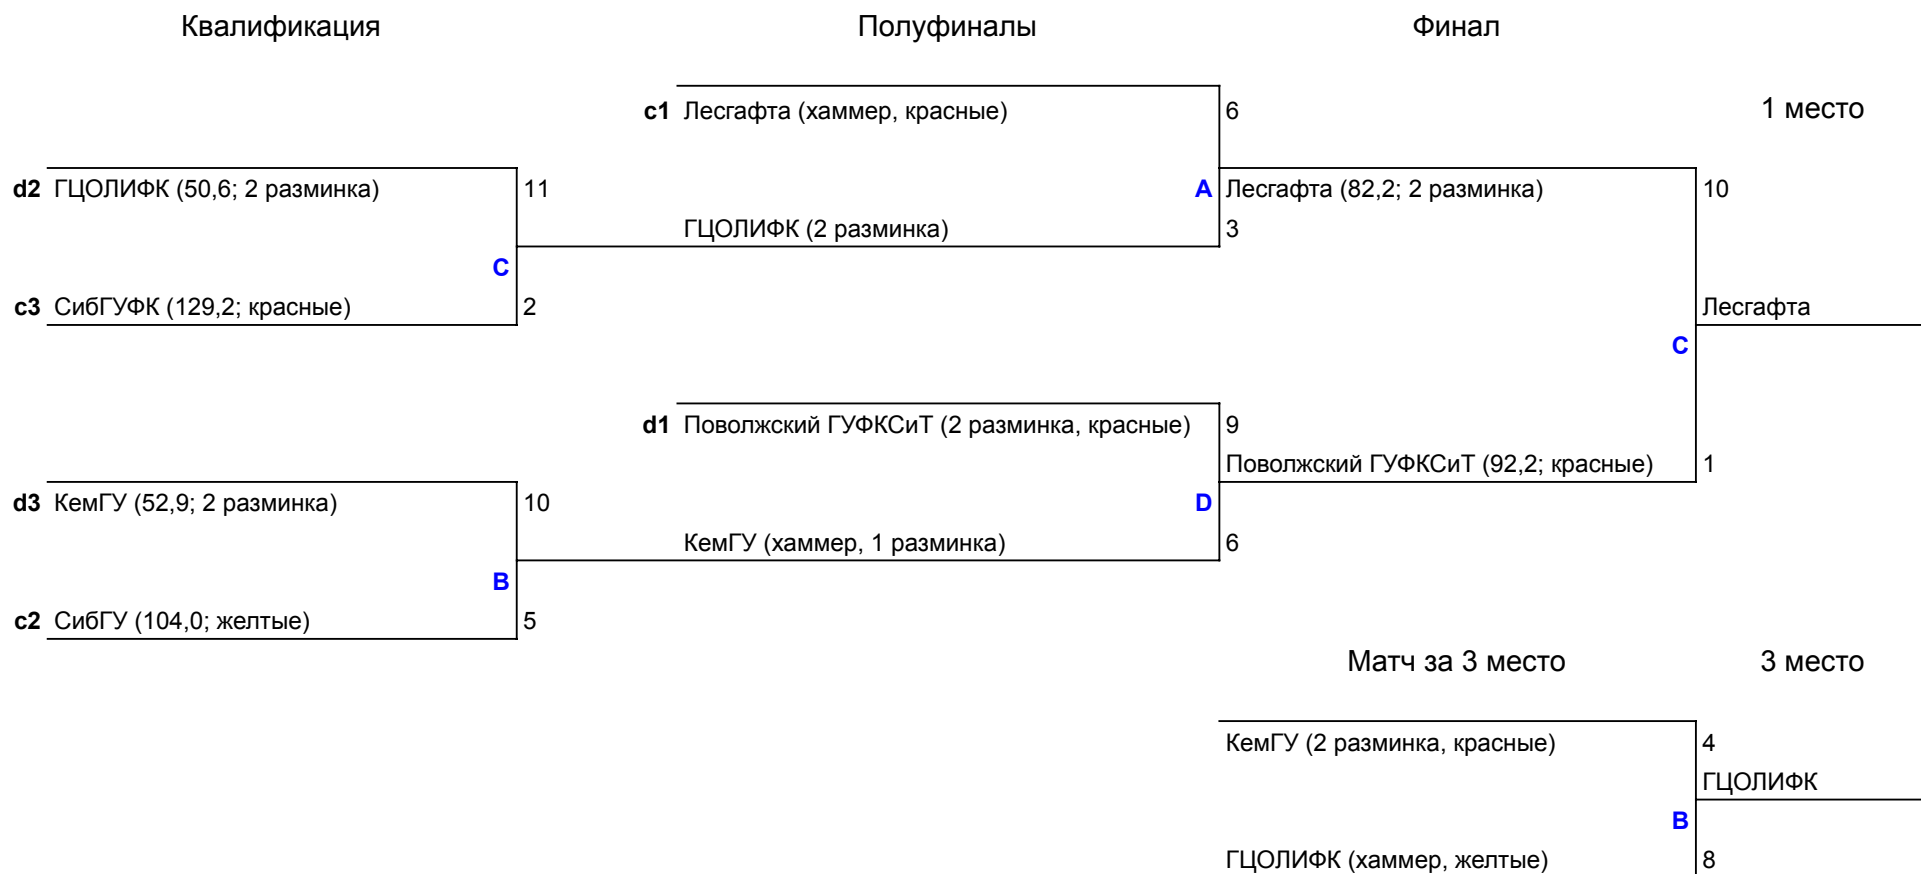 Квалификация Полуфиналы Финал
c1 Лесгафта (хаммер, красные) 6 1 место
d2 ГЦОЛИФК (50,6; 2 разминка) 11 A Лесгафта (82,2; 2 разминка) 10
ГЦОЛИФК (2 разминка) 3
C
c3 СибГУФК (129,2; красные) 2 Лесгафта
C
d1 Поволжский ГУФКСиТ (2 разминка, красные) 9
Поволжский ГУФКСиТ (92,2; красные) 1
d3 КемГУ (52,9; 2 разминка) 10 D
КемГУ (хаммер, 1 разминка) 6
B
c2 СибГУ (104,0; желтые) 5
Матч за 3 место 3 место
КемГУ (2 разминка, красные) 4
ГЦОЛИФК
B
ГЦОЛИФК (хаммер, желтые) 8